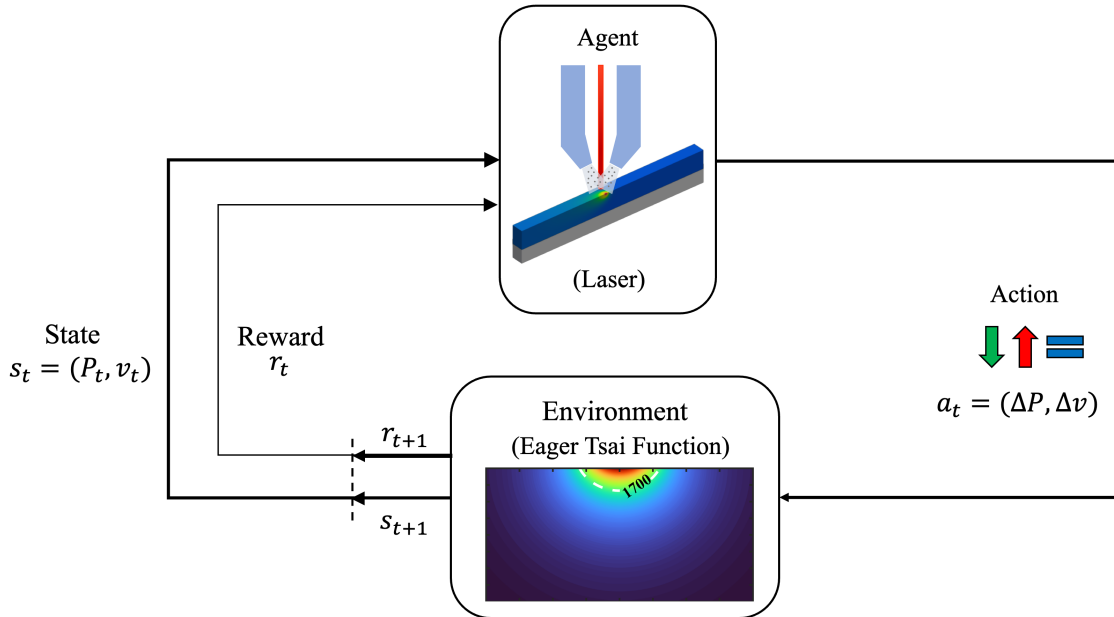 Agent
(Laser)
State
s_t = (P_t, v_t)
Reward
r_t
Action
a_t = (ΔP, Δv)
Environment
(Eager Tsai Function)
1700
r_{t+1}
s_{t+1}